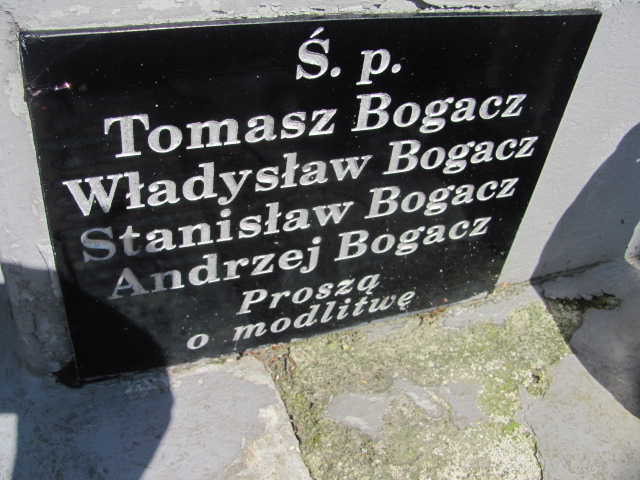 Ś. p.
Tomasz Bogacz
Władysław Bogacz
Stanisław Bogacz
Andrzej Bogacz
Proszą
o modlitwę